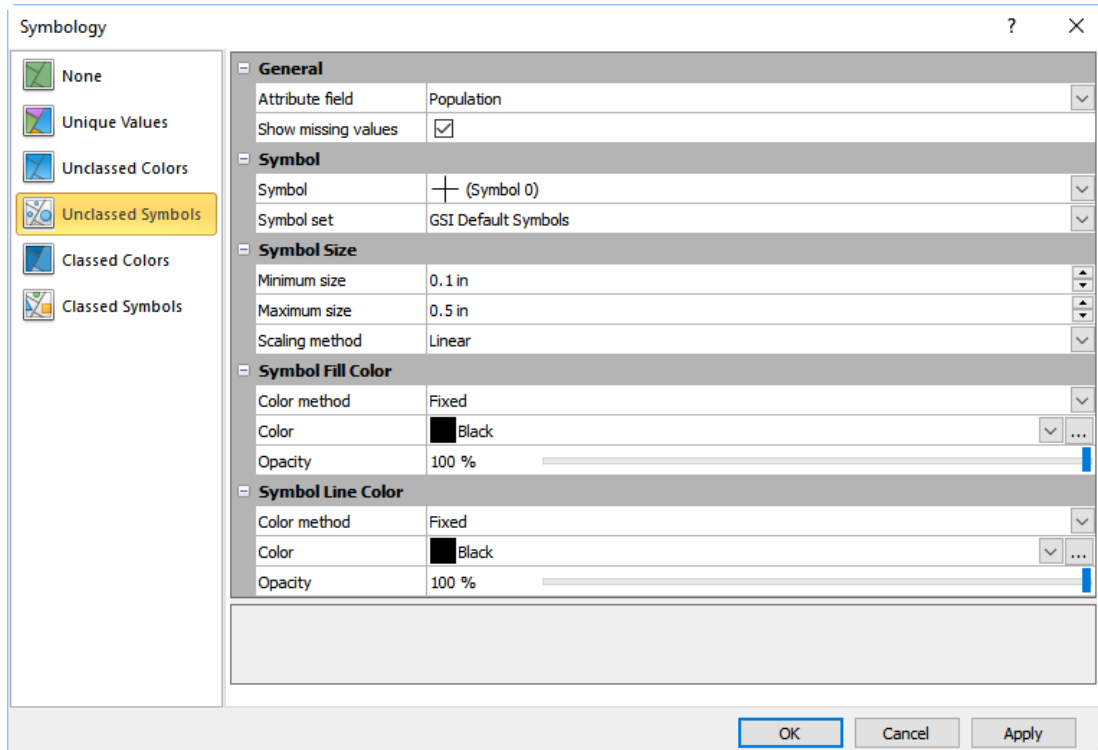 Symbology ?
None
Unique Values
Unclassed Colors
Unclassed Symbols
Classed Colors
Classed Symbols
General
Attribute field Population
Show missing values
Symbol
Symbol (Symbol 0)
Symbol set GSI Default Symbols
Symbol Size
Minimum size 0.1 in
Maximum size 0.5 in
Scaling method Linear
Symbol Fill Color
Color method Fixed
Color Black ...
Opacity 100 %
Symbol Line Color
Color method Fixed
Color Black ...
Opacity 100 %
OK Cancel Apply